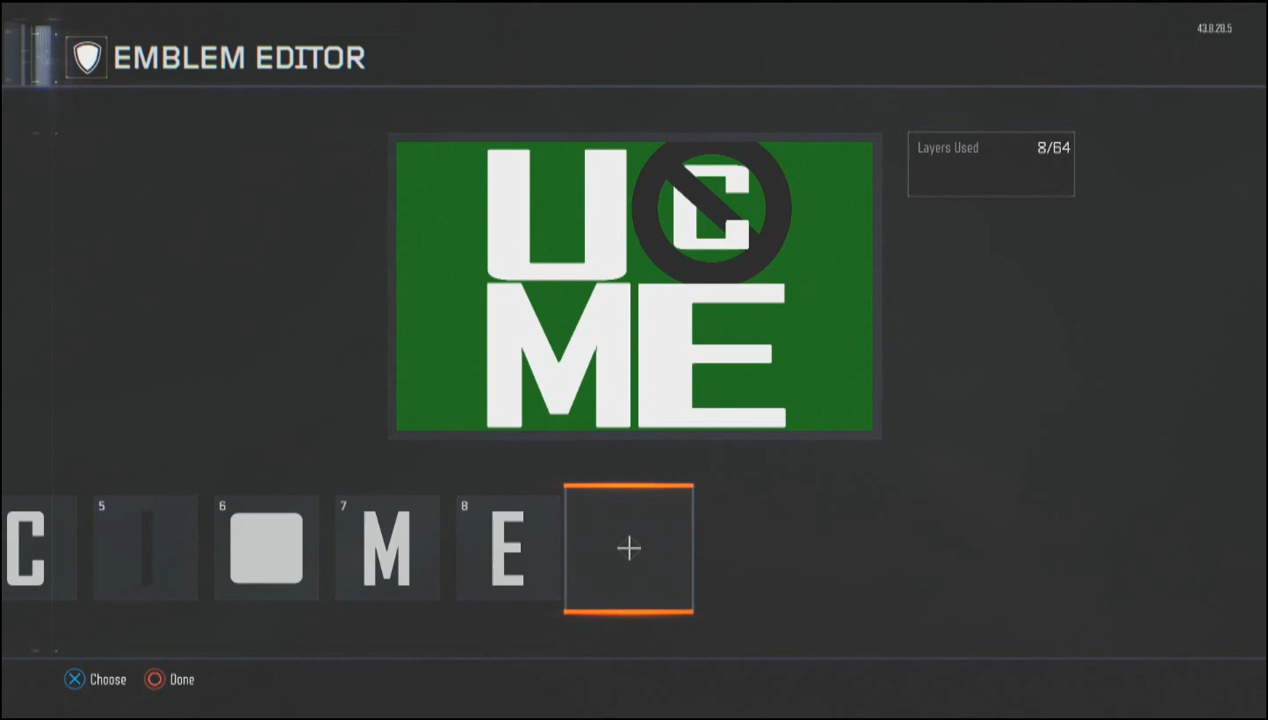 43.8.20.5
EMBLEM EDITOR
Layers Used 8/64
U C
ME
C 5 I 6 7 M 8 E
Choose Done